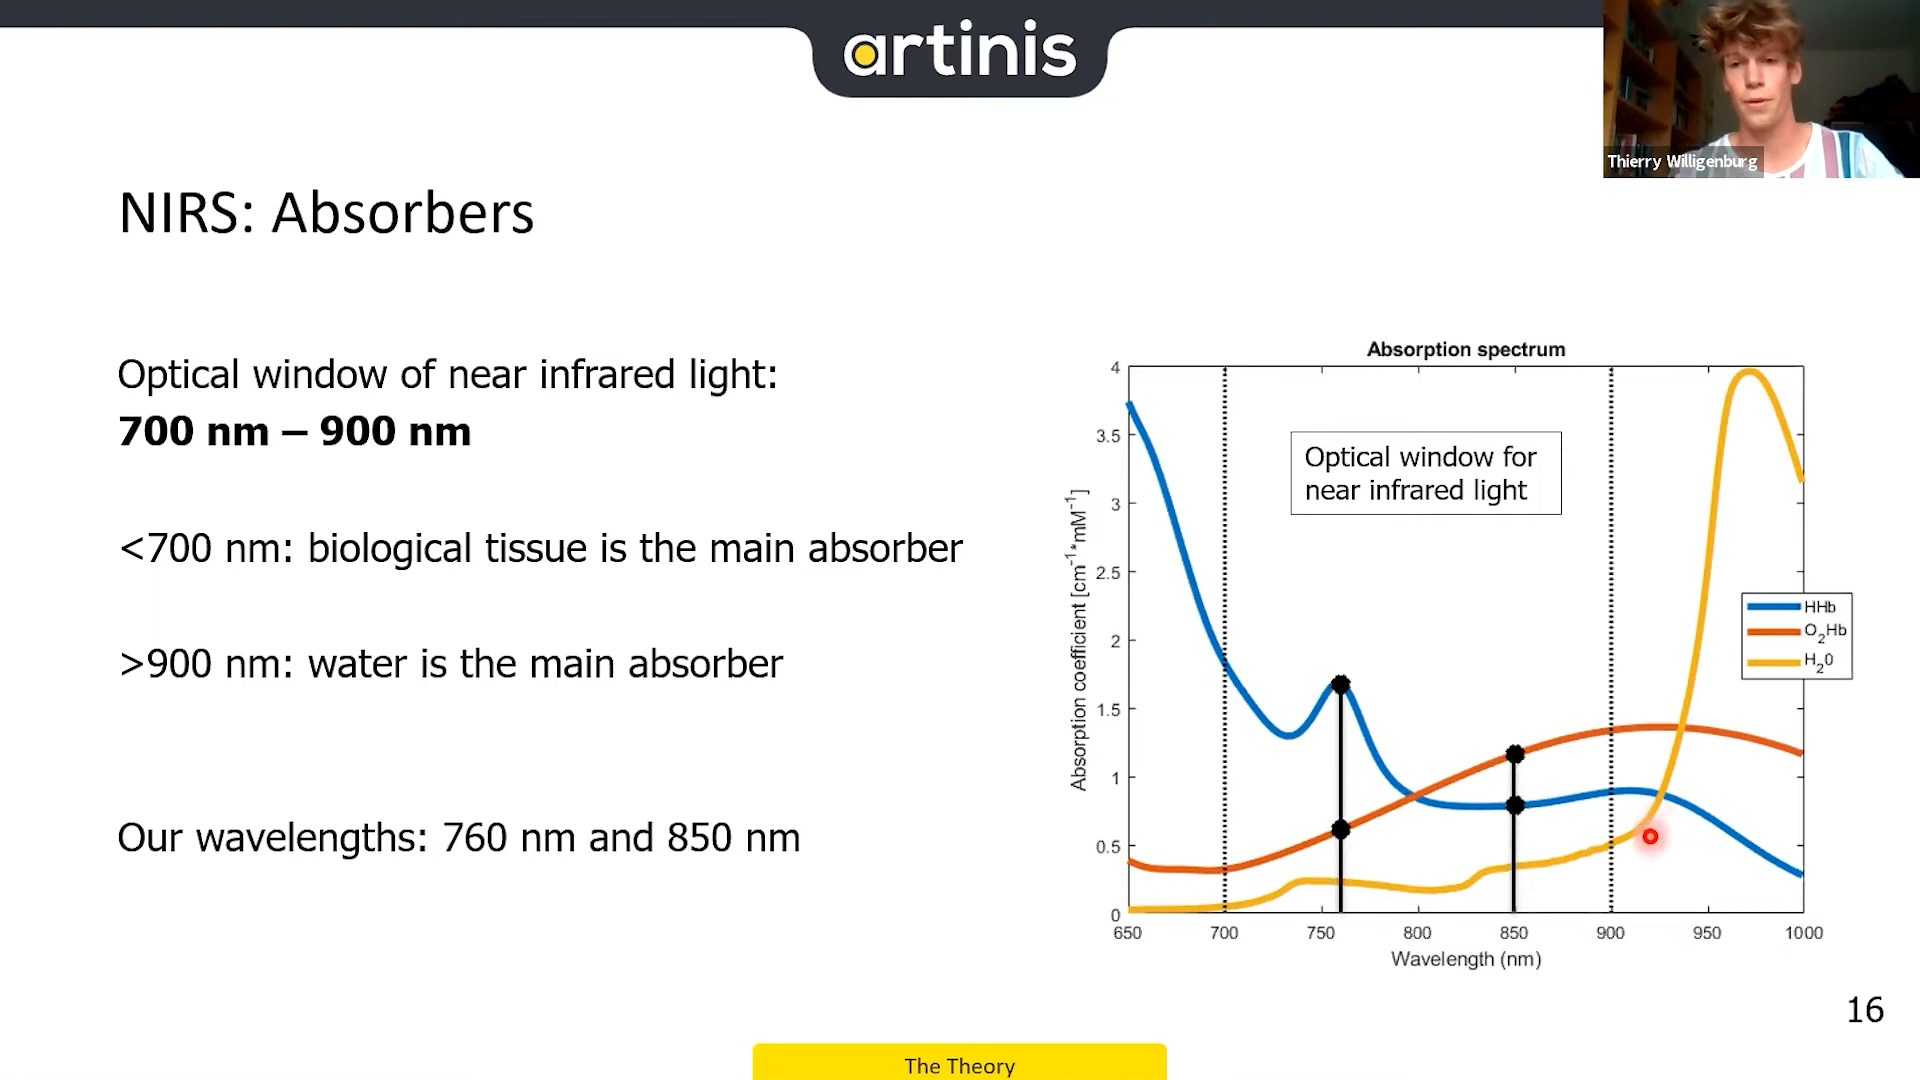 artinis
Thierry Willigenburg
NIRS: Absorbers
Optical window of near infrared light:
700 nm – 900 nm
<700 nm: biological tissue is the main absorber
>900 nm: water is the main absorber
Our wavelengths: 760 nm and 850 nm
Absorption spectrum
Optical window for
near infrared light
Absorption coefficient [cm⁻¹*mM⁻¹]
4
3.5
3
2.5
2
1.5
1
0.5
0
HHb
O₂Hb
H₂0
650 700 750 800 850 900 950 1000
Wavelength (nm)
16
The Theory